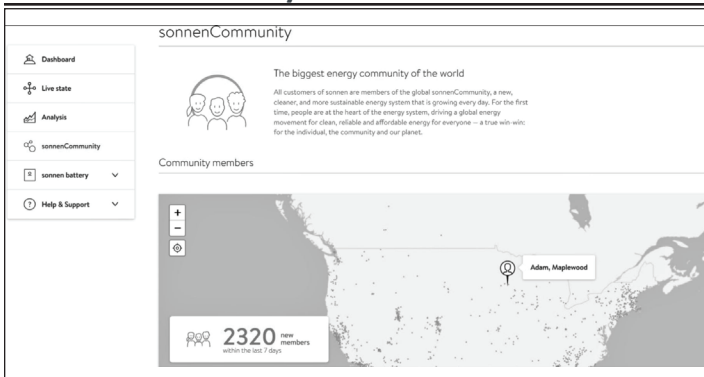 sonnenCommunity
Dashboard
Live state
Analysis
sonnenCommunity
sonnen battery
Help & Support
The biggest energy community of the world
All customers of sonnen are members of the global sonnenCommunity, a new,
cleaner, and more sustainable energy system that is growing every day. For the first
time, people are at the heart of the energy system, driving a global energy
movement for clean, reliable and affordable energy for everyone — a true win-win:
for the individual, the community and our planet.
Community members
+
−
Adam, Maplewood
2320 new
members
within the last 7 days